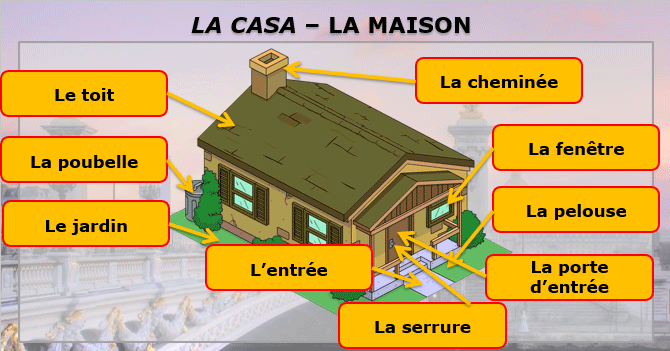 LA CASA – LA MAISON
La cheminée
Le toit
La fenêtre
La poubelle
La pelouse
Le jardin
L’entrée
La porte
d’entrée
La serrure